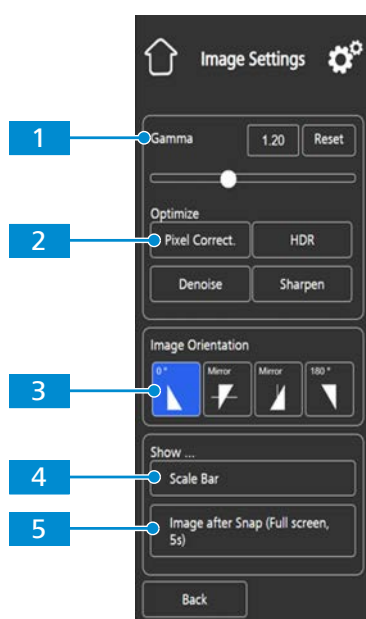 Image Settings
1
Gamma
1.20
Reset
Optimize
2
Pixel Correct.
HDR
Denoise
Sharpen
Image Orientation
3
0 °
Mirror
Mirror
180 °
Show ...
4
Scale Bar
5
Image after Snap (Full screen,
5s)
Back